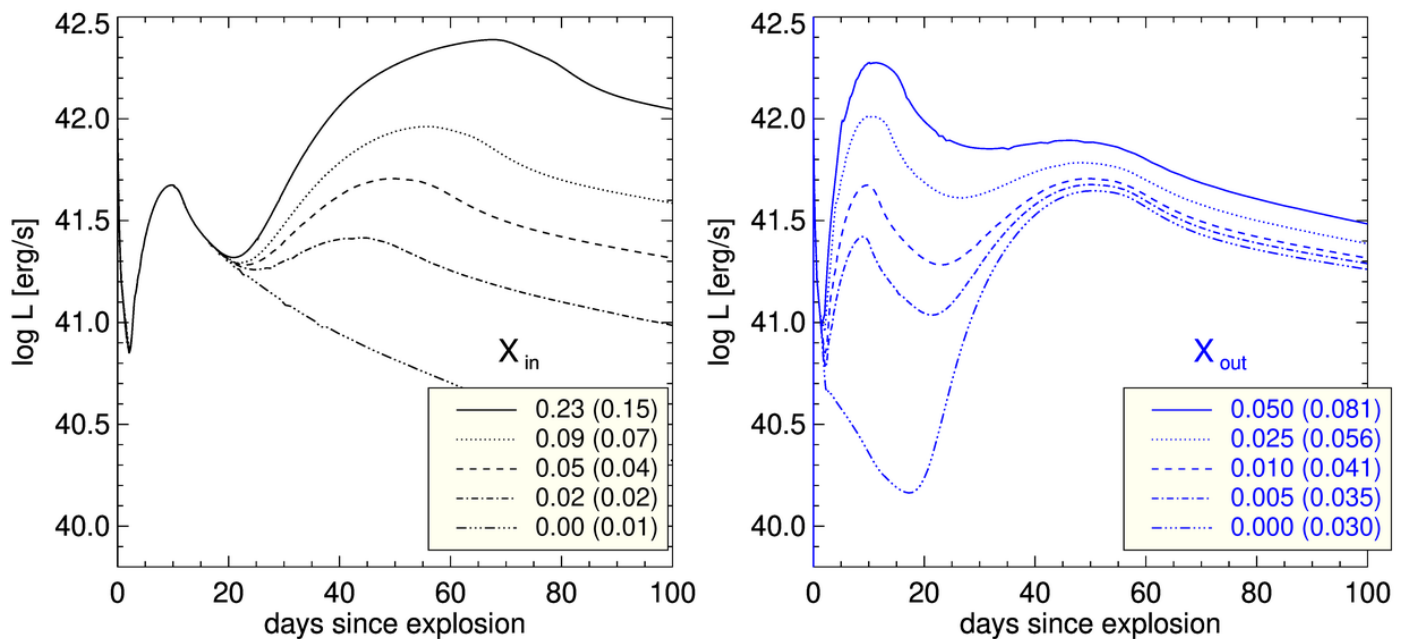 42.5
42.0
41.5
41.0
40.5
40.0
log L [erg/s]
X in
0.23 (0.15)
0.09 (0.07)
0.05 (0.04)
0.02 (0.02)
0.00 (0.01)
0 20 40 60 80 100
days since explosion
42.5
42.0
41.5
41.0
40.5
40.0
log L [erg/s]
X out
0.050 (0.081)
0.025 (0.056)
0.010 (0.041)
0.005 (0.035)
0.000 (0.030)
0 20 40 60 80 100
days since explosion